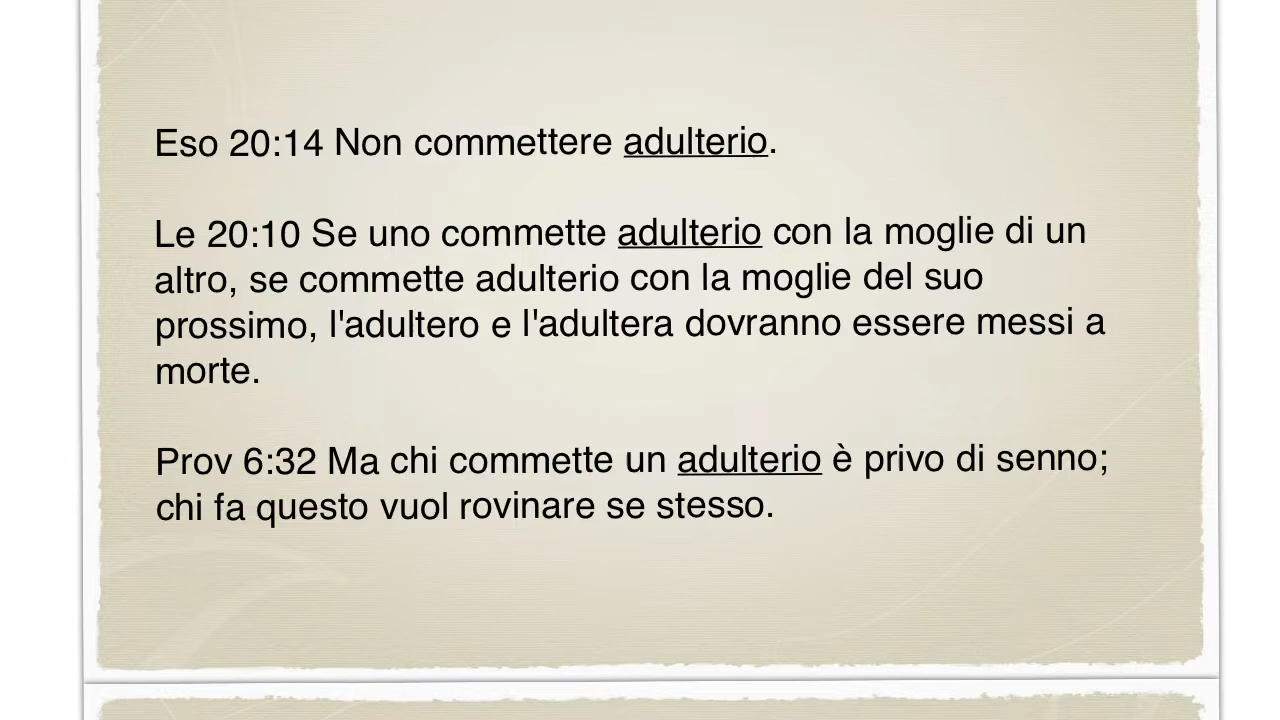 Eso 20:14 Non commettere adulterio.
Le 20:10 Se uno commette adulterio con la moglie di un
altro, se commette adulterio con la moglie del suo
prossimo, l'adultero e l'adultera dovranno essere messi a
morte.
Prov 6:32 Ma chi commette un adulterio è privo di senno;
chi fa questo vuol rovinare se stesso.